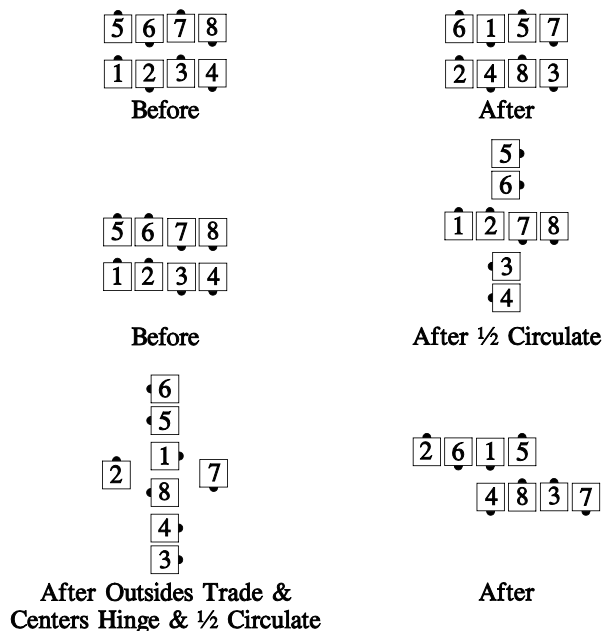 5 6 7 8
1 2 3 4
Before
6 1 5 7
2 4 8 3
After
5 6 7 8
1 2 3 4
Before
5
6
1 2 7 8
3
4
After ½ Circulate
6
5
1
2 7
8
4
3
After Outsides Trade &
Centers Hinge & ½ Circulate
2 6 1 5
4 8 3 7
After